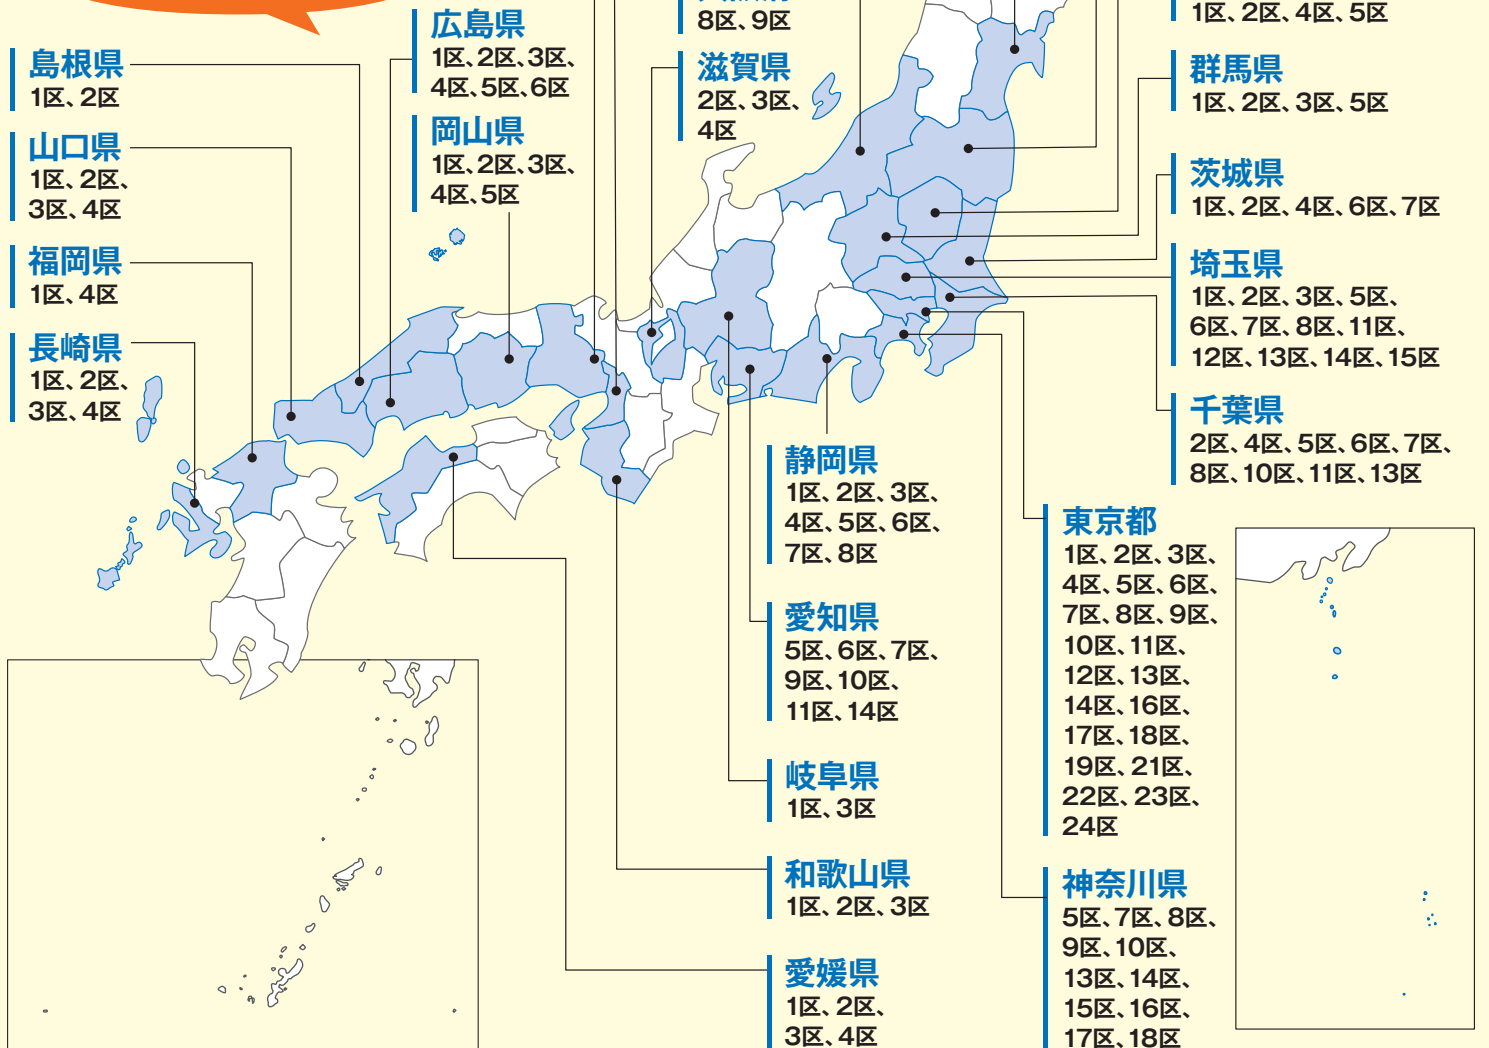 島根県
1区、2区
山口県
1区、2区、
3区、4区
福岡県
1区、4区
長崎県
1区、2区、
3区、4区
広島県
1区、2区、3区、
4区、5区、6区
岡山県
1区、2区、3区、
4区、5区
8区、9区
滋賀県
2区、3区、
4区
1区、2区、4区、5区
群馬県
1区、2区、3区、5区
茨城県
1区、2区、4区、6区、7区
埼玉県
1区、2区、3区、5区、
6区、7区、8区、11区、
12区、13区、14区、15区
千葉県
2区、4区、5区、6区、7区、
8区、10区、11区、13区
静岡県
1区、2区、3区、
4区、5区、6区、
7区、8区
愛知県
5区、6区、7区、
9区、10区、
11区、14区
岐阜県
1区、3区
和歌山県
1区、2区、3区
愛媛県
1区、2区、
3区、4区
東京都
1区、2区、3区、
4区、5区、6区、
7区、8区、9区、
10区、11区、
12区、13区、
14区、16区、
17区、18区、
19区、21区、
22区、23区、
24区
神奈川県
5区、7区、8区、
9区、10区、
13区、14区、
15区、16区、
17区、18区